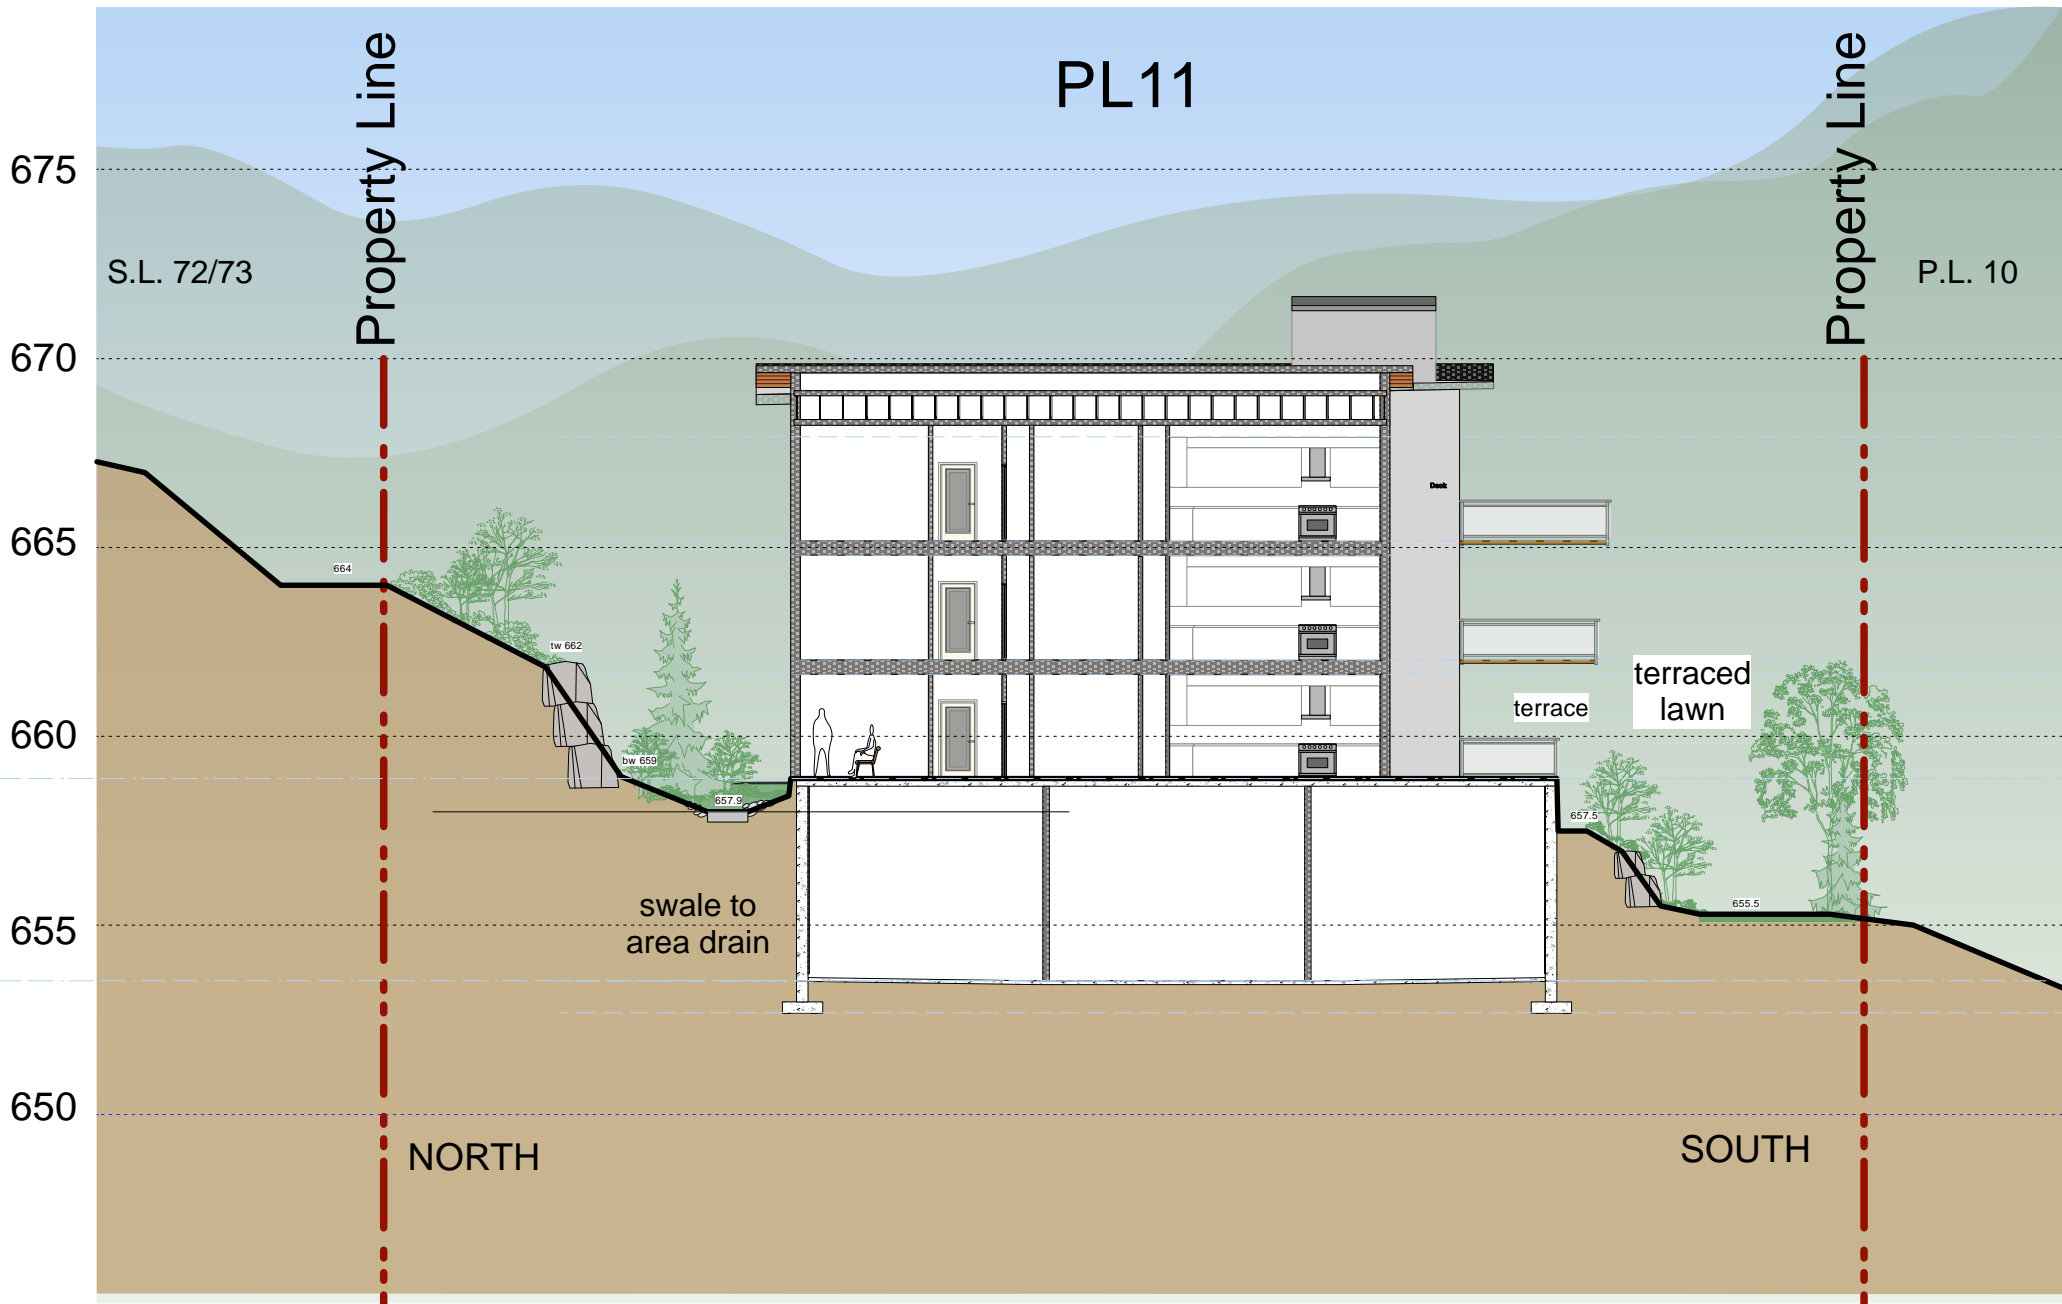 PL11
Property Line
Property Line
675
S.L. 72/73
P.L. 10
670
Deck
665
664
tw 662
terraced
lawn
terrace
660
bw 659
657.9
657.5
swale to
area drain
655.5
655
650
NORTH
SOUTH